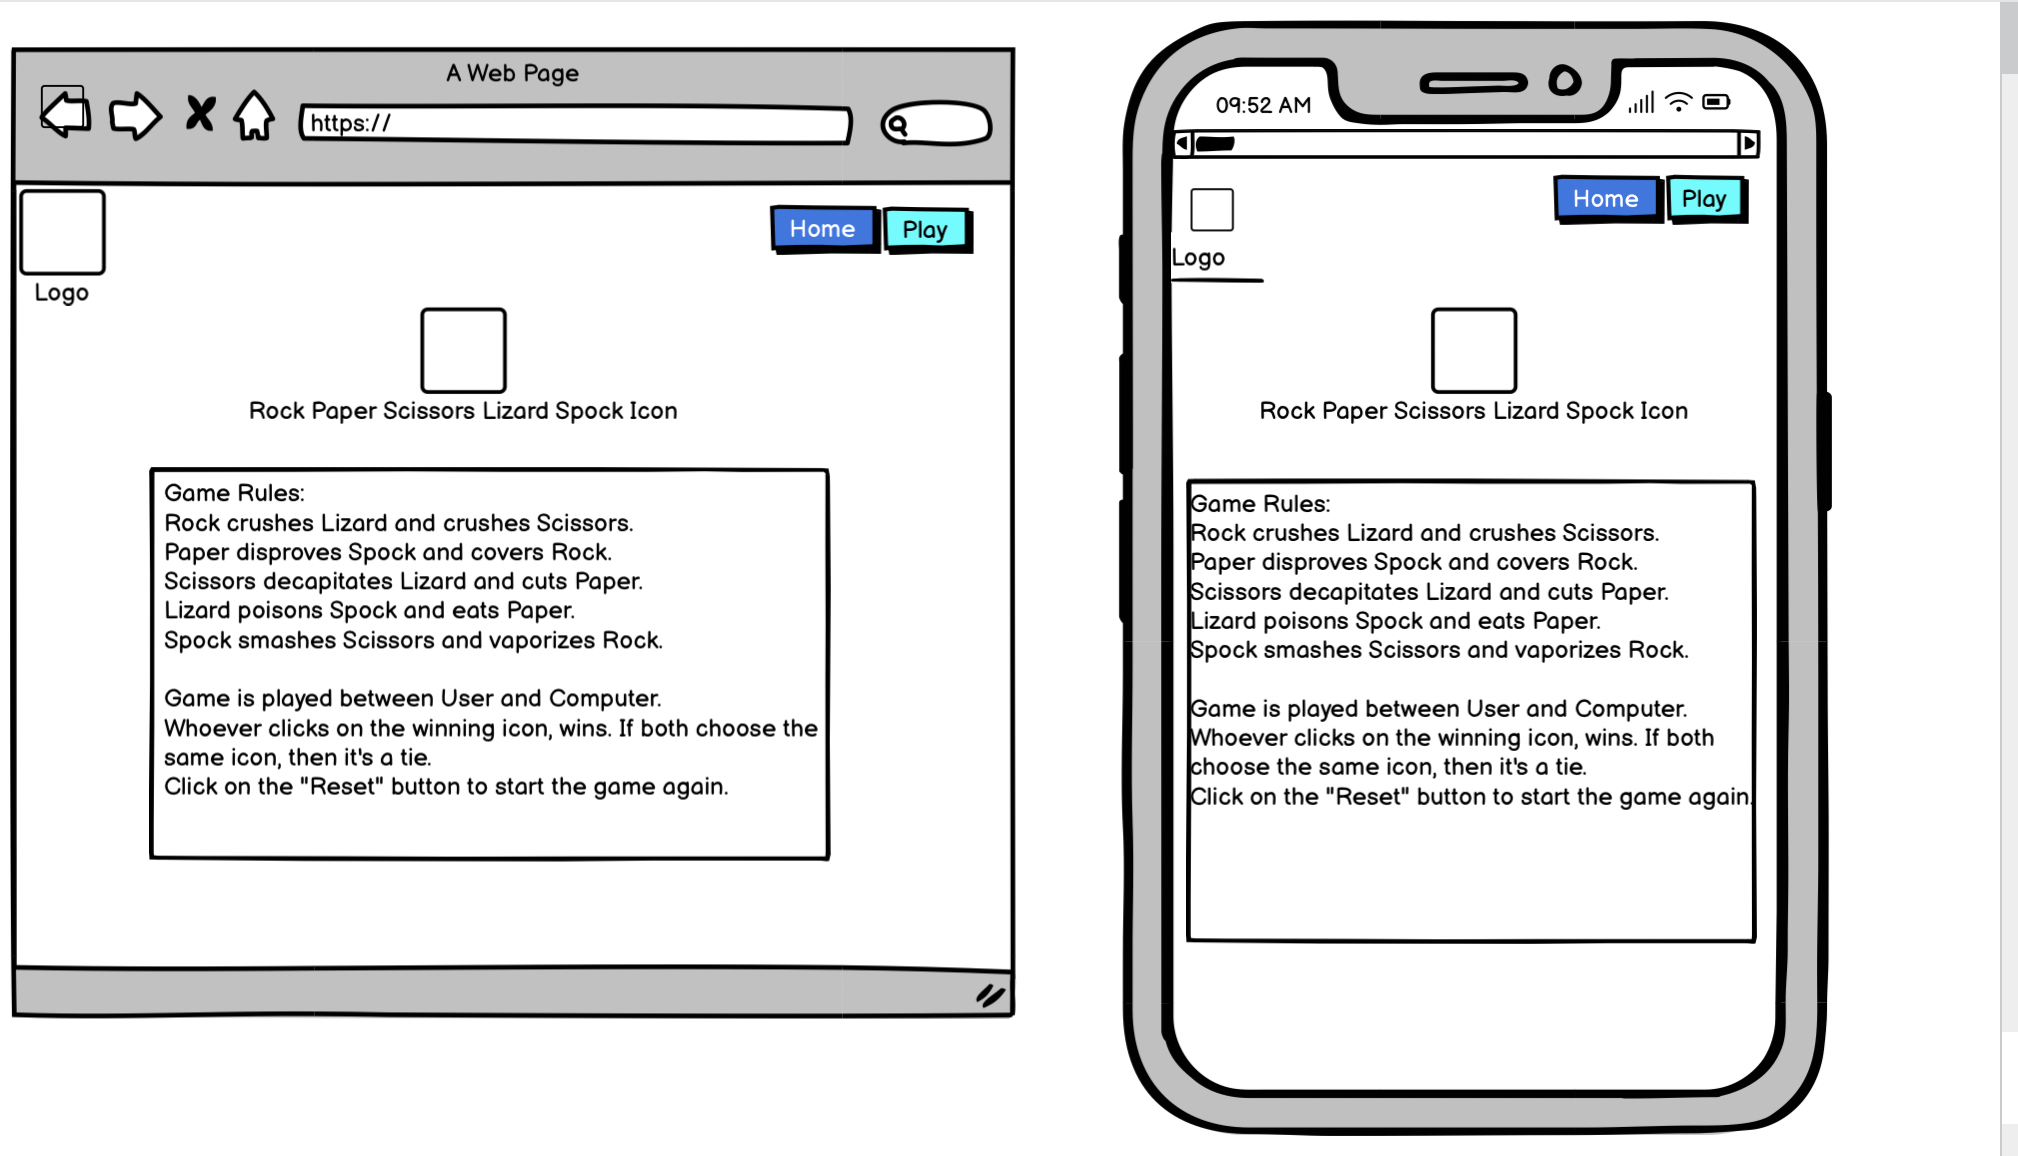 A Web Page
https://
Home
Play
Logo
Rock Paper Scissors Lizard Spock Icon
Game Rules:
Rock crushes Lizard and crushes Scissors.
Paper disproves Spock and covers Rock.
Scissors decapitates Lizard and cuts Paper.
Lizard poisons Spock and eats Paper.
Spock smashes Scissors and vaporizes Rock.
Game is played between User and Computer.
Whoever clicks on the winning icon, wins. If both choose the
same icon, then it's a tie.
Click on the "Reset" button to start the game again.
09:52 AM
Home
Play
Logo
Rock Paper Scissors Lizard Spock Icon
Game Rules:
Rock crushes Lizard and crushes Scissors.
Paper disproves Spock and covers Rock.
Scissors decapitates Lizard and cuts Paper.
Lizard poisons Spock and eats Paper.
Spock smashes Scissors and vaporizes Rock.
Game is played between User and Computer.
Whoever clicks on the winning icon, wins. If both
choose the same icon, then it's a tie.
Click on the "Reset" button to start the game again.